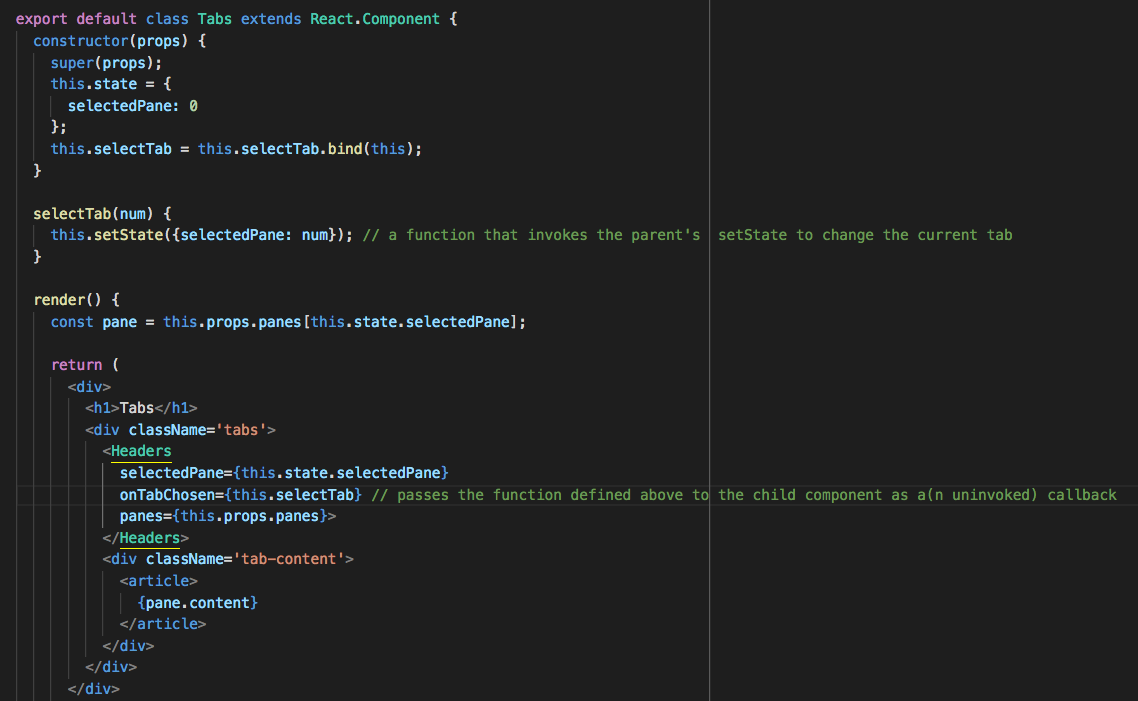 export default class Tabs extends React.Component {
constructor(props) {
super(props);
this.state = {
selectedPane: 0
};
this.selectTab = this.selectTab.bind(this);
}
selectTab(num) {
this.setState({selectedPane: num}); // a function that invokes the parent's setState to change the current tab
}
render() {
const pane = this.props.panes[this.state.selectedPane];
return (
<div>
<h1>Tabs</h1>
<div className='tabs'>
<Headers
selectedPane={this.state.selectedPane}
onTabChosen={this.selectTab} // passes the function defined above to the child component as a(n uninvoked) callback
panes={this.props.panes}>
</Headers>
<div className='tab-content'>
<article>
{pane.content}
</article>
</div>
</div>
</div>